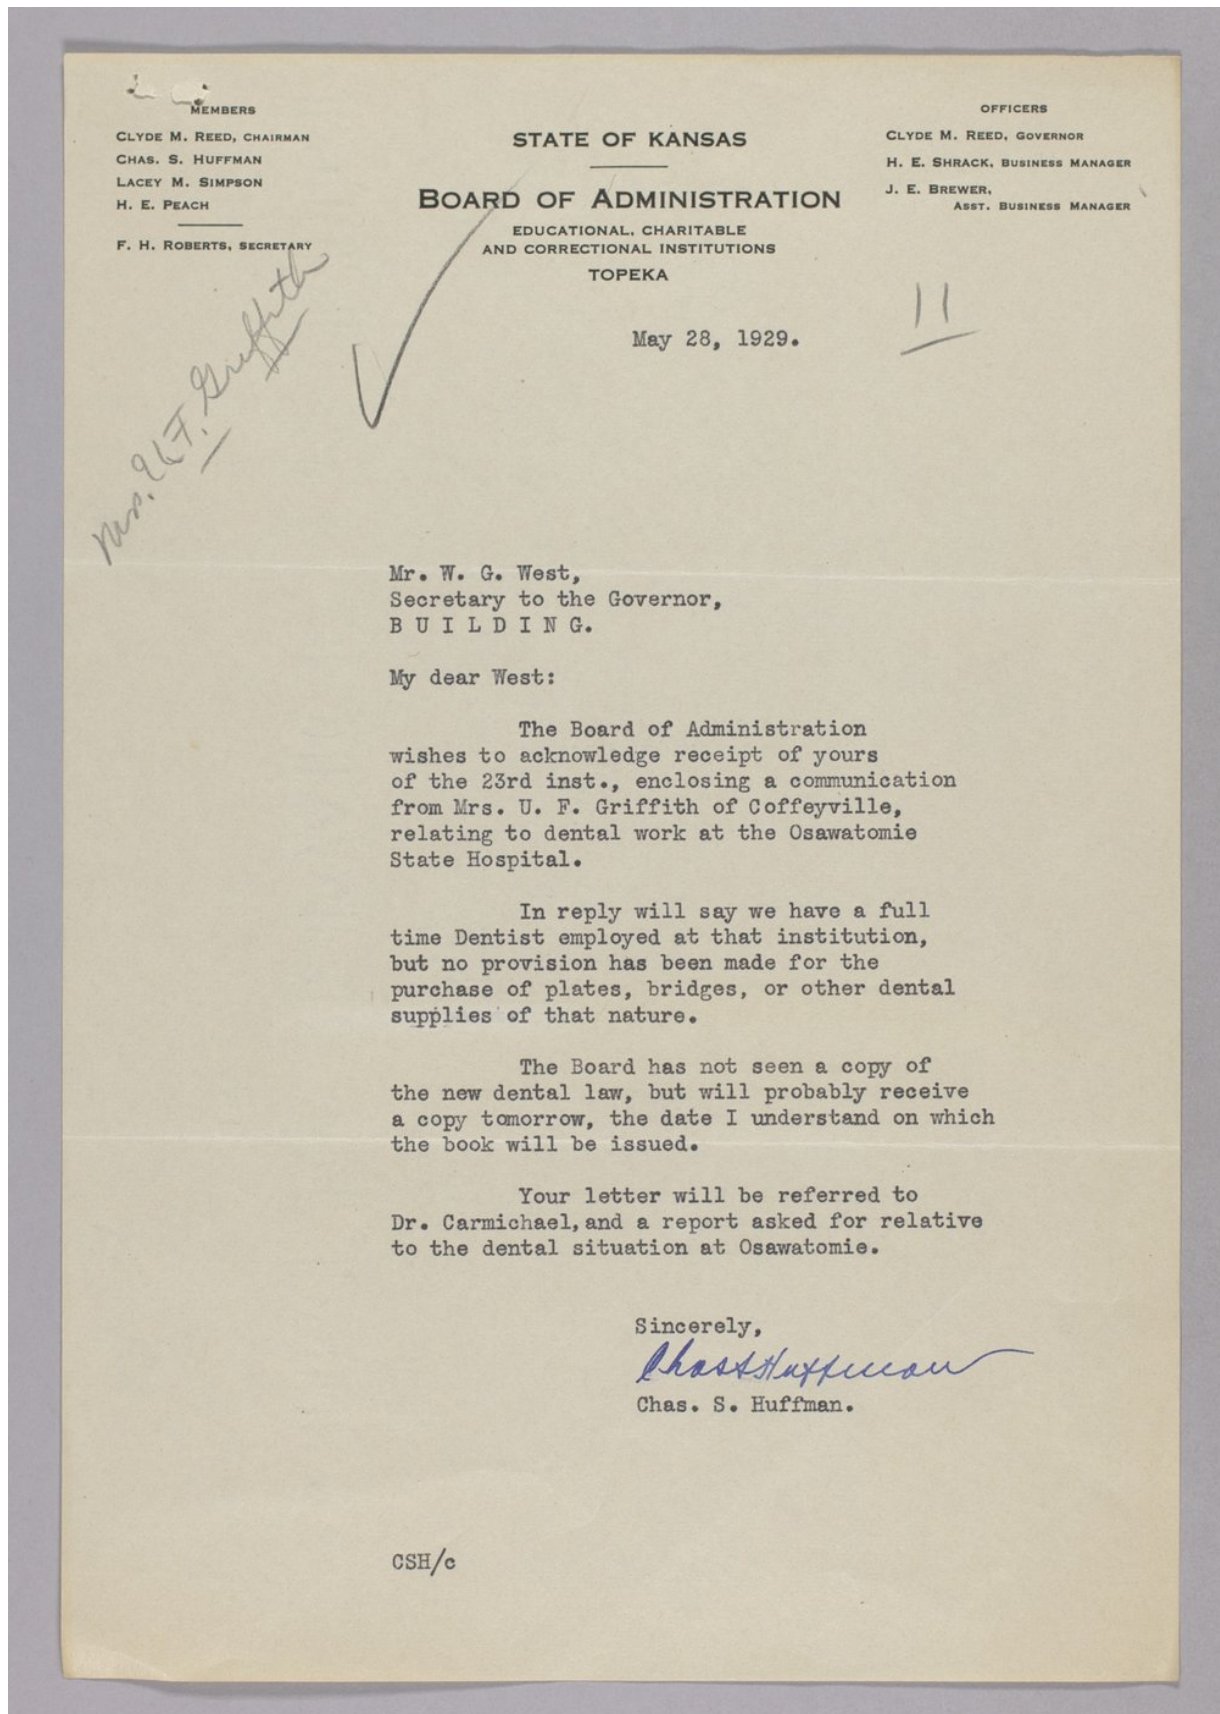 MEMBERS
CLYDE M. REED, CHAIRMAN
CHAS. S. HUFFMAN
LACEY M. SIMPSON
H. E. PEACH
F. H. ROBERTS, SECRETARY
STATE OF KANSAS
BOARD OF ADMINISTRATION
EDUCATIONAL, CHARITABLE
AND CORRECTIONAL INSTITUTIONS
TOPEKA
OFFICERS
CLYDE M. REED, GOVERNOR
H. E. SHRACK, BUSINESS MANAGER
J. E. BREWER,
ASST. BUSINESS MANAGER
Mrs. U.F. Griffith
11
May 28, 1929.
Mr. W. G. West,
Secretary to the Governor,
B U I L D I N G.
My dear West:
The Board of Administration
wishes to acknowledge receipt of yours
of the 23rd inst., enclosing a communication
from Mrs. U. F. Griffith of Coffeyville,
relating to dental work at the Osawatomie
State Hospital.
In reply will say we have a full
time Dentist employed at that institution,
but no provision has been made for the
purchase of plates, bridges, or other dental
supplies of that nature.
The Board has not seen a copy of
the new dental law, but will probably receive
a copy tomorrow, the date I understand on which
the book will be issued.
Your letter will be referred to
Dr. Carmichael, and a report asked for relative
to the dental situation at Osawatomie.
Sincerely,
Chas S Huffman
Chas. S. Huffman.
CSH/c